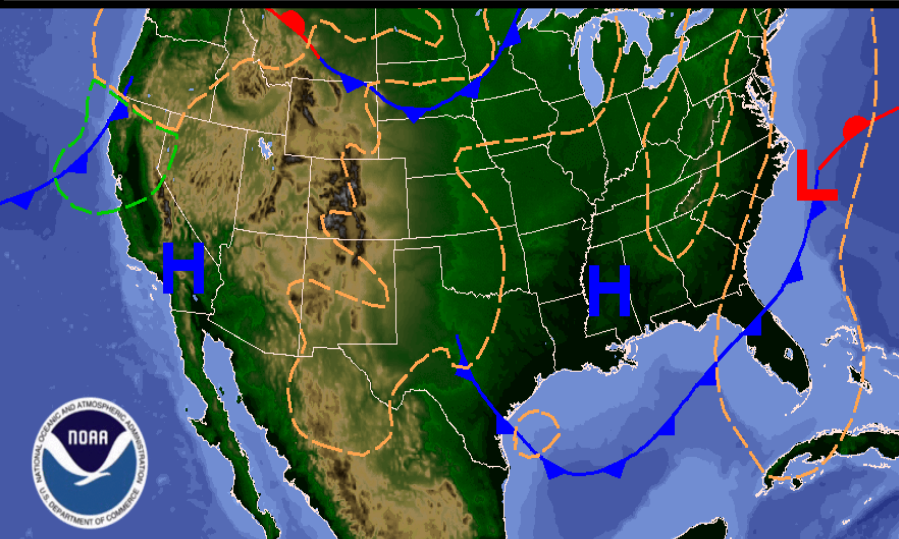 L
H
H
NATIONAL OCEANIC AND ATMOSPHERIC ADMINISTRATION
NOAA
U.S. DEPARTMENT OF COMMERCE